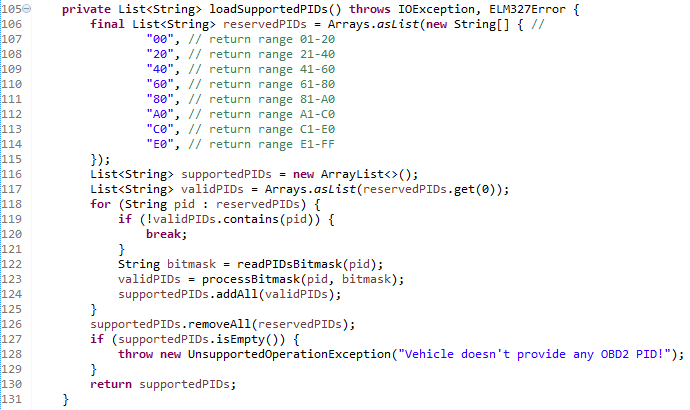 105 private List<String> loadSupportedPIDs() throws IOException, ELM327Error {
106 final List<String> reservedPIDs = Arrays.asList(new String[] { //
107 "00", // return range 01-20
108 "20", // return range 21-40
109 "40", // return range 41-60
110 "60", // return range 61-80
111 "80", // return range 81-A0
112 "A0", // return range A1-C0
113 "C0", // return range C1-E0
114 "E0", // return range E1-FF
115 });
116 List<String> supportedPIDs = new ArrayList<>();
117 List<String> validPIDs = Arrays.asList(reservedPIDs.get(0));
118 for (String pid : reservedPIDs) {
119 if (!validPIDs.contains(pid)) {
120 break;
121 }
122 String bitmask = readPIDsBitmask(pid);
123 validPIDs = processBitmask(pid, bitmask);
124 supportedPIDs.addAll(validPIDs);
125 }
126 supportedPIDs.removeAll(reservedPIDs);
127 if (supportedPIDs.isEmpty()) {
128 throw new UnsupportedOperationException("Vehicle doesn't provide any OBD2 PID!");
129 }
130 return supportedPIDs;
131 }